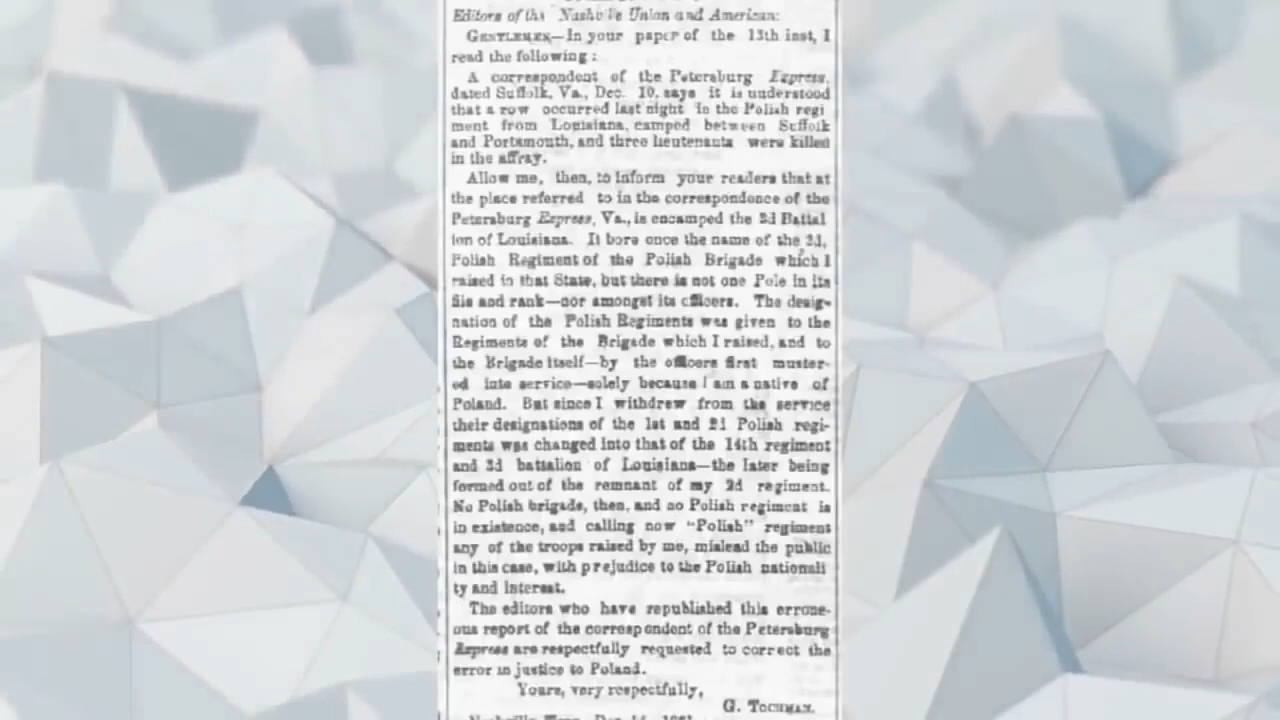 Editors of the Nashville Union and American:
GENTLEMEN—In your paper of the 13th inst, I
read the following:
A correspondent of the Petersburg Express,
dated Suffolk, Va., Dec. 10, says it is understood
that a row occurred last night in the Polish regi
ment from Louisiana, camped between Suffolk
and Portsmouth, and three lieutenants were killed
in the affray.
Allow me, then, to inform your readers that at
the place referred to in the correspondence of the
Petersburg Express, Va., is encamped the 3d Battal
ion of Louisiana. It bore once the name of the 2d,
Polish Regiment of the Polish Brigade which I
raised in that State, but there is not one Pole in its
file and rank—nor amongst its officers. The desig-
nation of the Polish Regiments was given to the
Regiments of the Brigade which I raised, and to
the Brigade itself—by the officers first muster-
ed into service—solely because I am a native of
Poland. But since I withdrew from the service
their designations of the 1st and 2d Polish regi-
ments was changed into that of the 14th regiment
and 3d battalion of Louisiana—the later being
formed out of the remnant of my 2d regiment.
No Polish brigade, then, and no Polish regiment is
in existence, and calling now "Polish" regiment
any of the troops raised by me, mislead the public
in this case, with prejudice to the Polish nationali
ty and interest.
The editors who have republished this errone-
ous report of the correspondent of the Petersburg
Express are respectfully requested to correct the
error in justice to Poland.
Yours, very respectfully,
G. TOCHMAN.
Nashville, Tenn., Dec. 1861